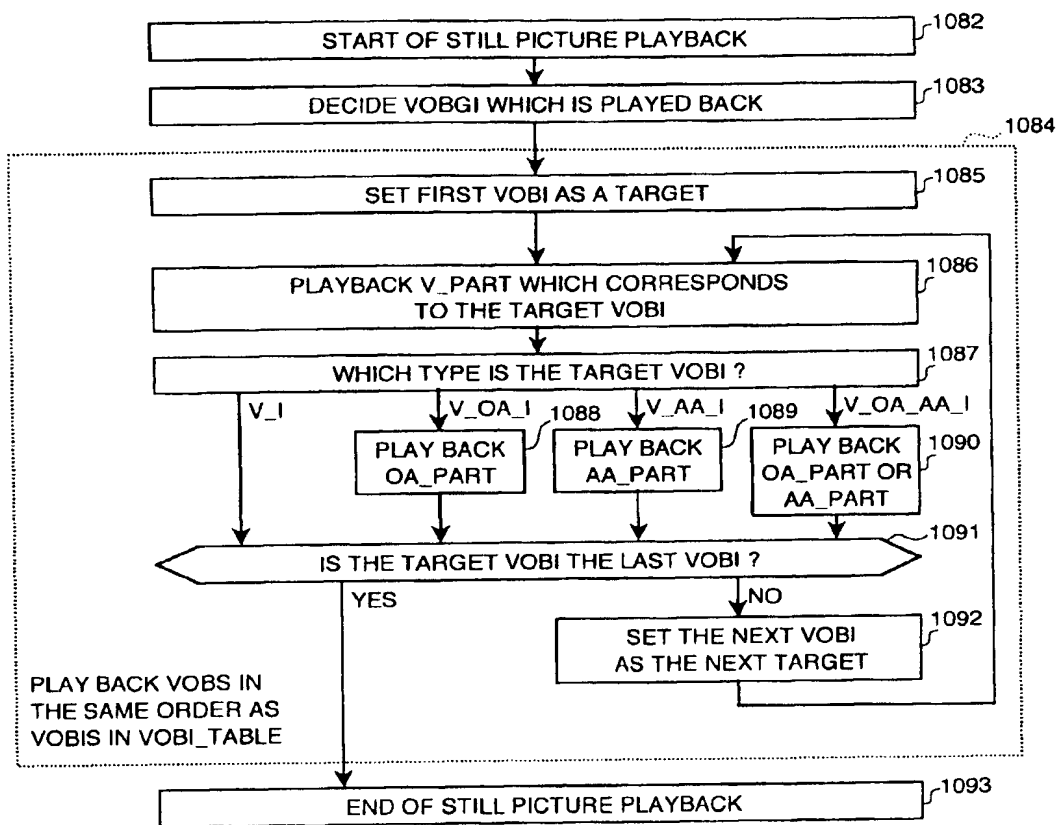 START OF STILL PICTURE PLAYBACK
1082
DECIDE VOBGI WHICH IS PLAYED BACK
1083
1084
SET FIRST VOBI AS A TARGET
1085
PLAYBACK V_PART WHICH CORRESPONDS
TO THE TARGET VOBI
1086
WHICH TYPE IS THE TARGET VOBI ?
1087
V_I
V_OA_I
V_AA_I
V_OA_AA_I
1088
1089
1090
PLAY BACK
OA_PART
PLAY BACK
AA_PART
PLAY BACK
OA_PART OR
AA_PART
IS THE TARGET VOBI THE LAST VOBI ?
1091
YES
NO
SET THE NEXT VOBI
AS THE NEXT TARGET
1092
PLAY BACK VOBS IN
THE SAME ORDER AS
VOBIS IN VOBI_TABLE
END OF STILL PICTURE PLAYBACK
1093